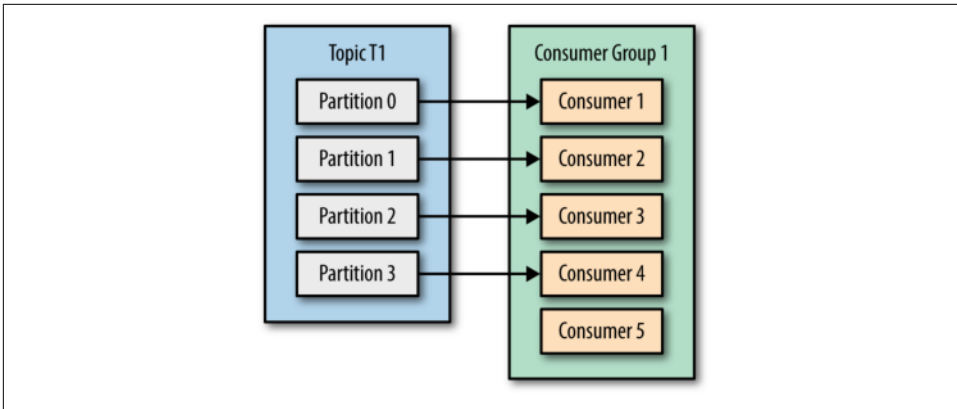 Topic T1
Partition 0
Partition 1
Partition 2
Partition 3
Consumer Group 1
Consumer 1
Consumer 2
Consumer 3
Consumer 4
Consumer 5